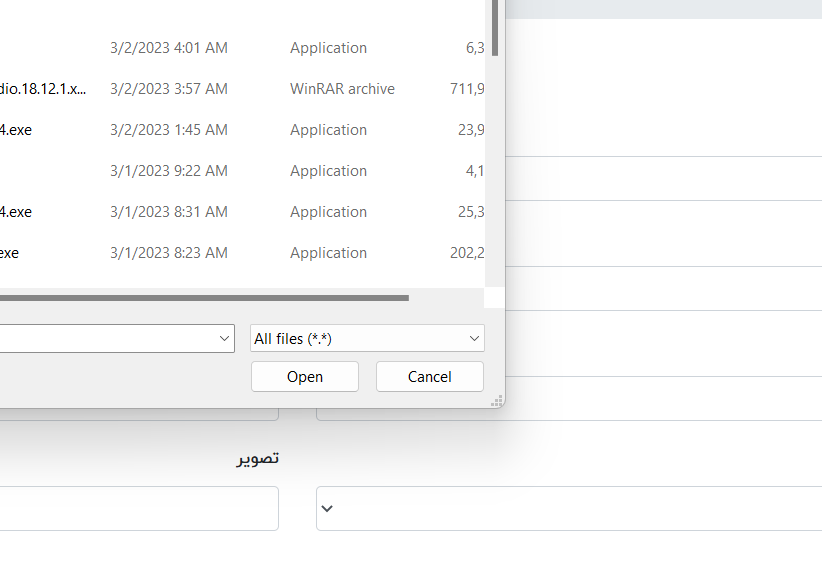 3/2/2023 4:01 AM Application 6,3
dio.18.12.1.x... 3/2/2023 3:57 AM WinRAR archive 711,9
4.exe 3/2/2023 1:45 AM Application 23,9
3/1/2023 9:22 AM Application 4,1
4.exe 3/1/2023 8:31 AM Application 25,3
exe 3/1/2023 8:23 AM Application 202,2
All files (*.*)
Open Cancel
تصویر